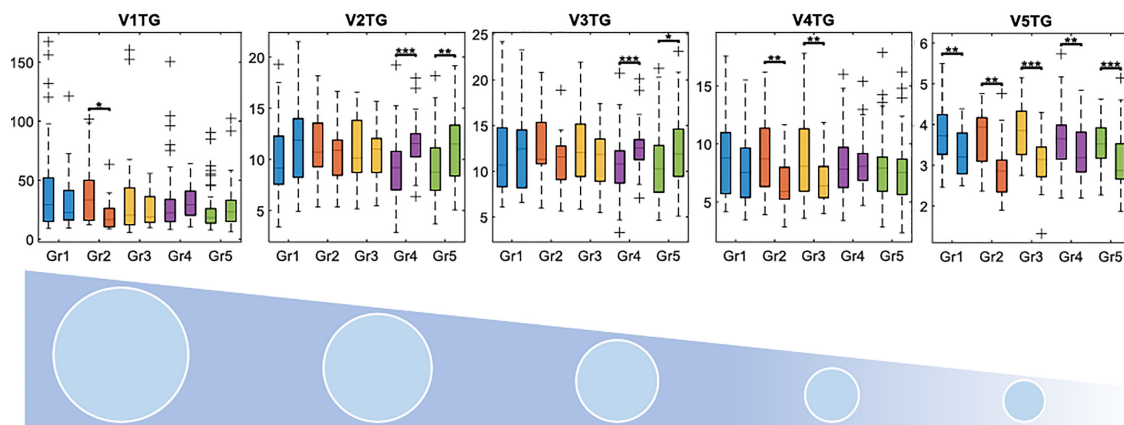 V1TG V2TG V3TG V4TG V5TG
150 100 50 0
20 15 10 5
25 20 15 10 5
15 10 5
6 5 4 3 2
* *** ** *** * ** ** ** ** *** ** ***
Gr1 Gr2 Gr3 Gr4 Gr5 Gr1 Gr2 Gr3 Gr4 Gr5 Gr1 Gr2 Gr3 Gr4 Gr5 Gr1 Gr2 Gr3 Gr4 Gr5 Gr1 Gr2 Gr3 Gr4 Gr5